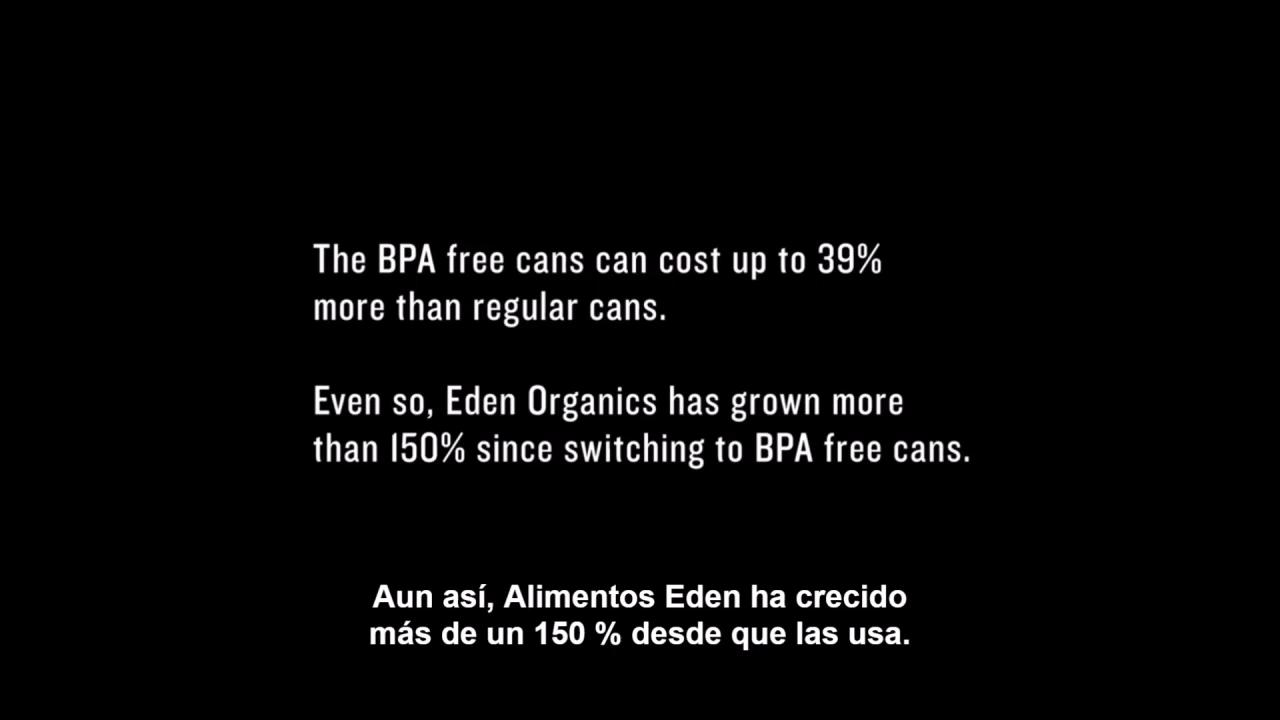 The BPA free cans can cost up to 39%
more than regular cans.
Even so, Eden Organics has grown more
than 150% since switching to BPA free cans.
Aun así, Alimentos Eden ha crecido
más de un 150 % desde que las usa.